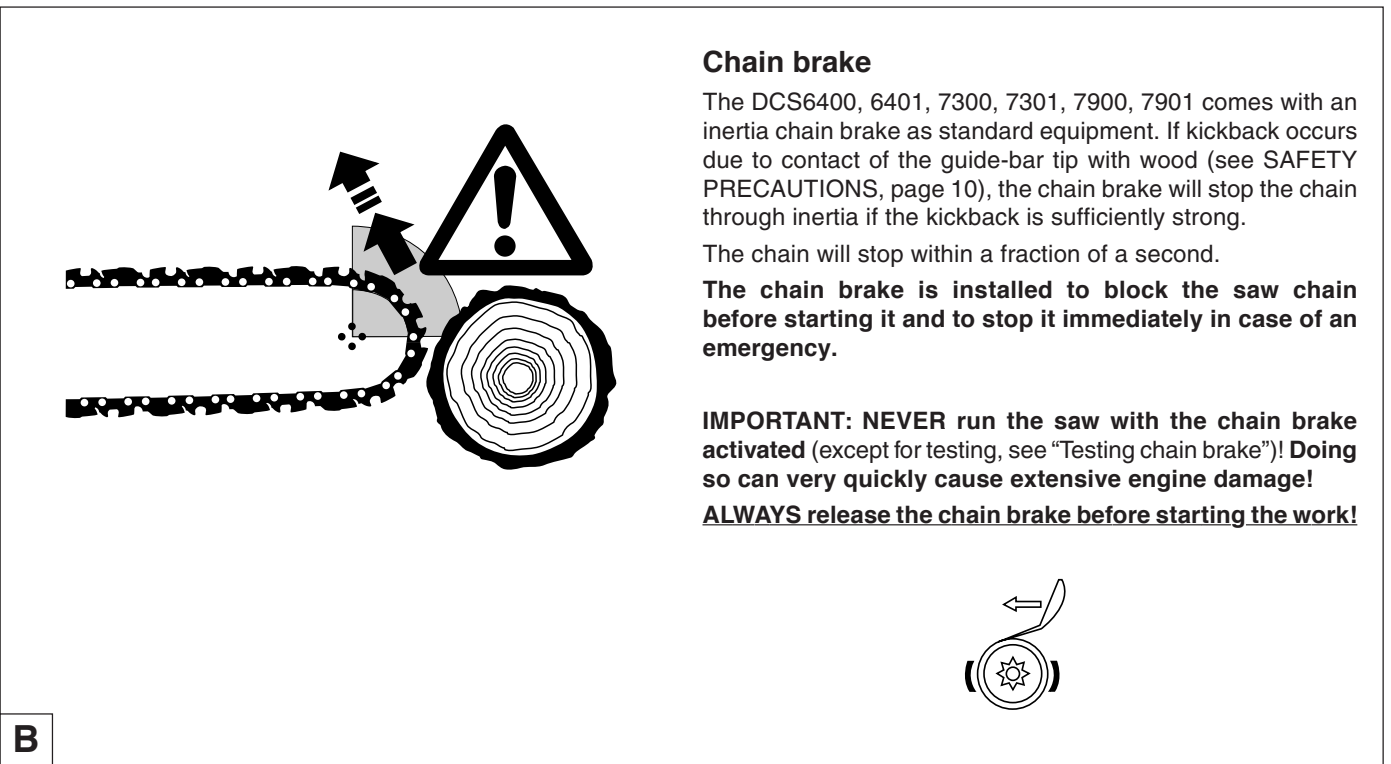 Chain brake
The DCS6400, 6401, 7300, 7301, 7900, 7901 comes with an
inertia chain brake as standard equipment. If kickback occurs
due to contact of the guide-bar tip with wood (see SAFETY
PRECAUTIONS, page 10), the chain brake will stop the chain
through inertia if the kickback is sufficiently strong.
The chain will stop within a fraction of a second.
The chain brake is installed to block the saw chain
before starting it and to stop it immediately in case of an
emergency.
IMPORTANT: NEVER run the saw with the chain brake
activated (except for testing, see “Testing chain brake”)! Doing
so can very quickly cause extensive engine damage!
ALWAYS release the chain brake before starting the work!
B